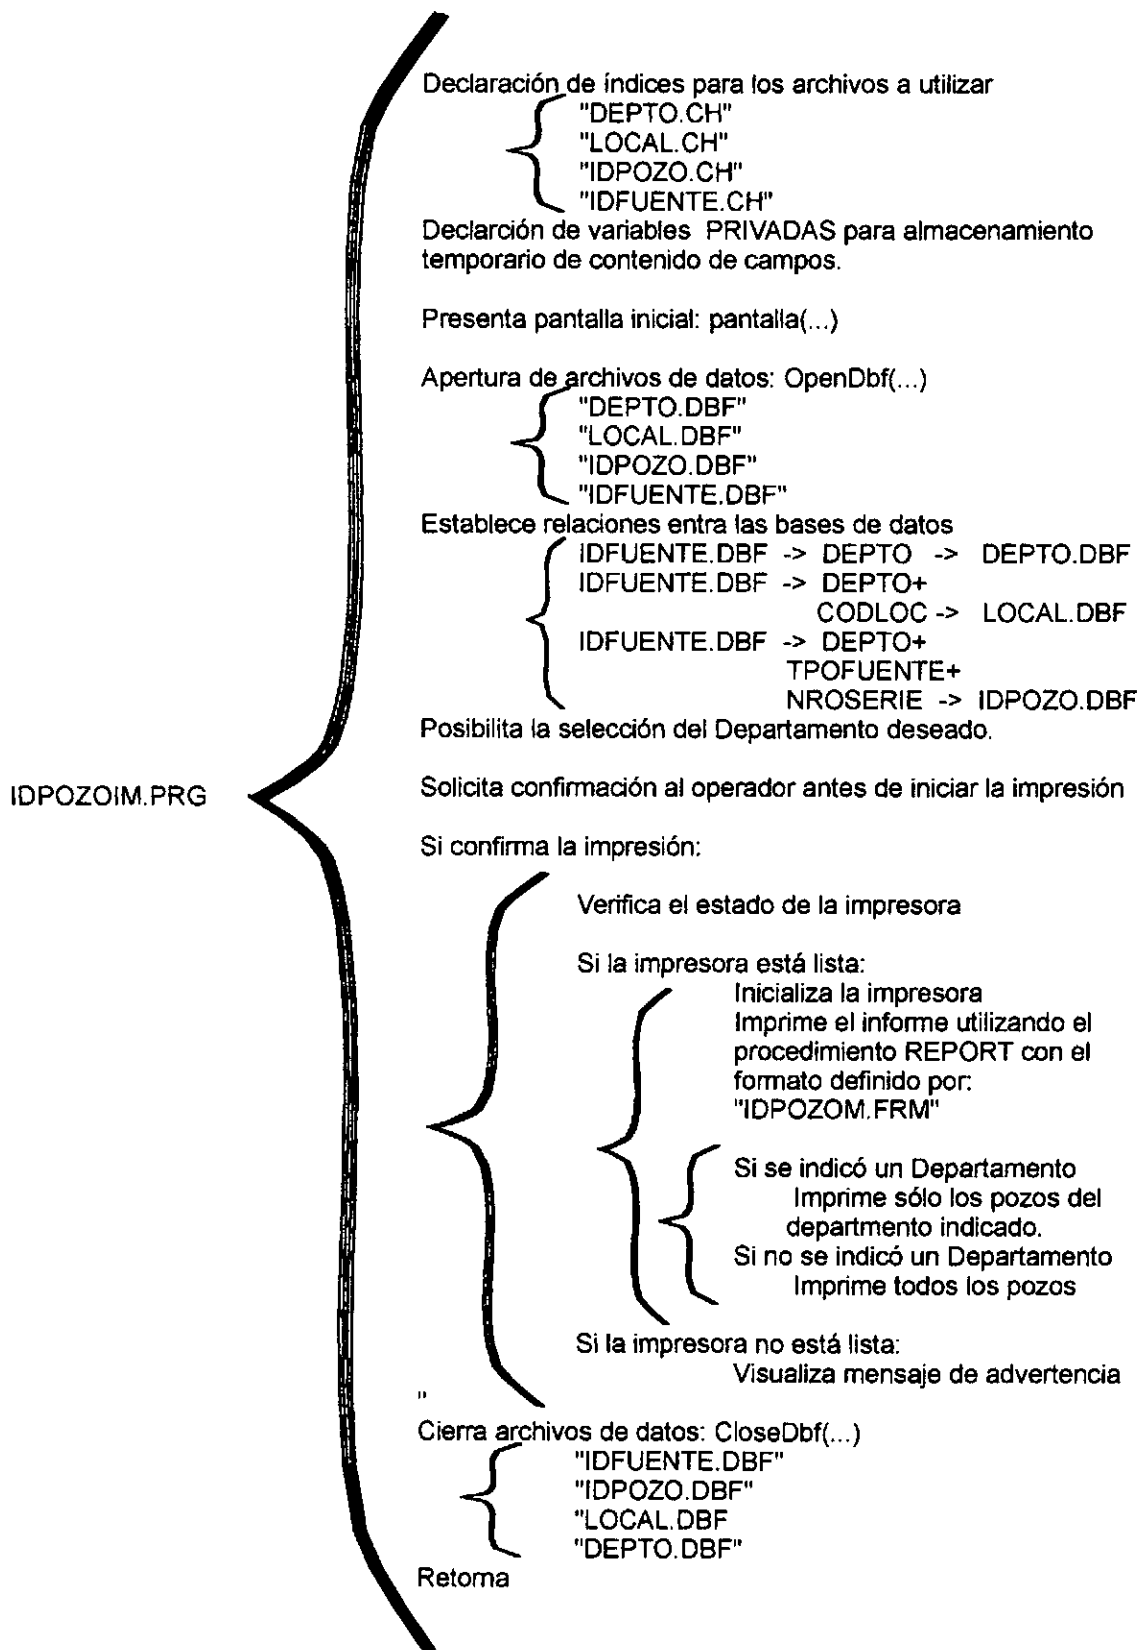 Declaración de índices para los archivos a utilizar
"DEPTO.CH"
"LOCAL.CH"
"IDPOZO.CH"
"IDFUENTE.CH"
Declarción de variables PRIVADAS para almacenamiento
temporario de contenido de campos.
Presenta pantalla inicial: pantalla(...)
Apertura de archivos de datos: OpenDbf(...)
"DEPTO.DBF"
"LOCAL.DBF"
"IDPOZO.DBF"
"IDFUENTE.DBF"
Establece relaciones entra las bases de datos
IDFUENTE.DBF -> DEPTO -> DEPTO.DBF
IDFUENTE.DBF -> DEPTO+
CODLOC -> LOCAL.DBF
IDFUENTE.DBF -> DEPTO+
TPOFUENTE+
NROSERIE -> IDPOZO.DBF
Posibilita la selección del Departamento deseado.
IDPOZOIM.PRG
Solicita confirmación al operador antes de iniciar la impresión
Si confirma la impresión:
Verifica el estado de la impresora
Si la impresora está lista:
Inicializa la impresora
Imprime el informe utilizando el
procedimiento REPORT con el
formato definido por:
"IDPOZOM.FRM"
Si se indicó un Departamento
Imprime sólo los pozos del
departmento indicado.
Si no se indicó un Departamento
Imprime todos los pozos
Si la impresora no está lista:
Visualiza mensaje de advertencia
"
Cierra archivos de datos: CloseDbf(...)
"IDFUENTE.DBF"
"IDPOZO.DBF"
"LOCAL.DBF
"DEPTO.DBF"
Retorna